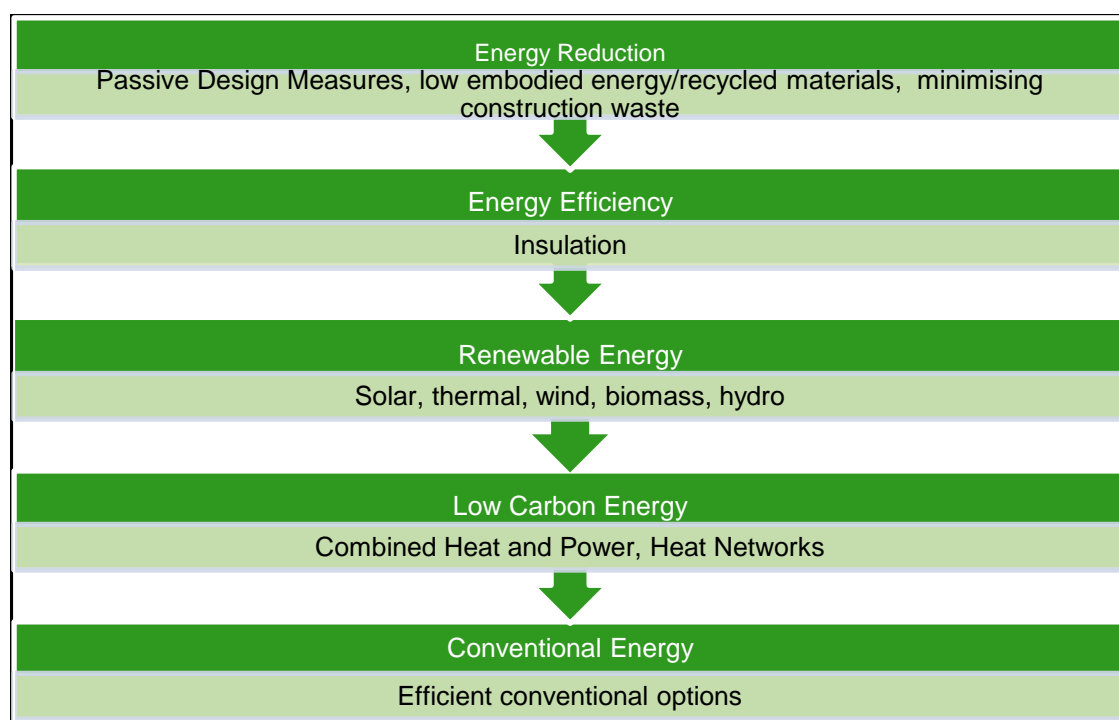 Energy Reduction
Passive Design Measures, low embodied energy/recycled materials, minimising
construction waste
Energy Efficiency
Insulation
Renewable Energy
Solar, thermal, wind, biomass, hydro
Low Carbon Energy
Combined Heat and Power, Heat Networks
Conventional Energy
Efficient conventional options